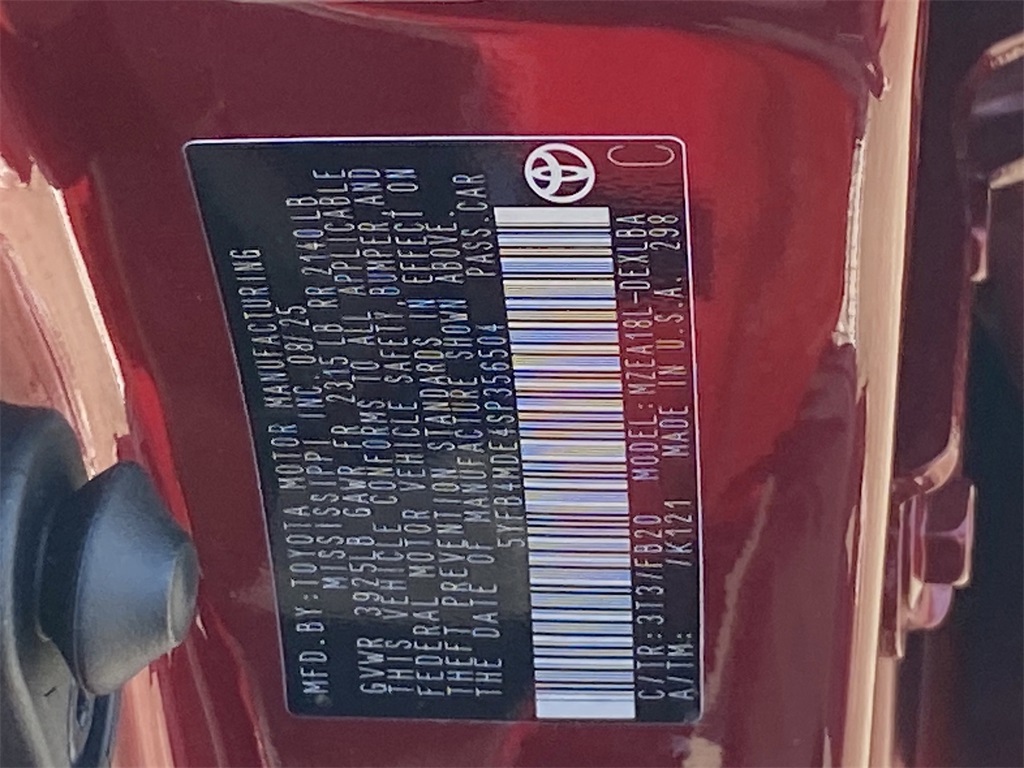 MFD.BY:TOYOTA MOTOR MANUFACTURING
MISSISSIPPI, INC. 08/25
GVWR 3925LB GAWR FR 2315 LB RR 2140LB
THIS VEHICLE CONFORMS TO ALL APPLICABLE
FEDERAL MOTOR VEHICLE SAFETY, BUMPER AND
THEFT PREVENTION STANDARDS IN EFFECT ON
THE DATE OF MANUFACTURE SHOWN ABOVE.
5YFB4MDE4SP356504 PASS.CAR
C/TR:3T3/FB20 MODEL:MZEA18L-DEXLBA
A/TM: /K121 MADE IN U.S.A. 298
C